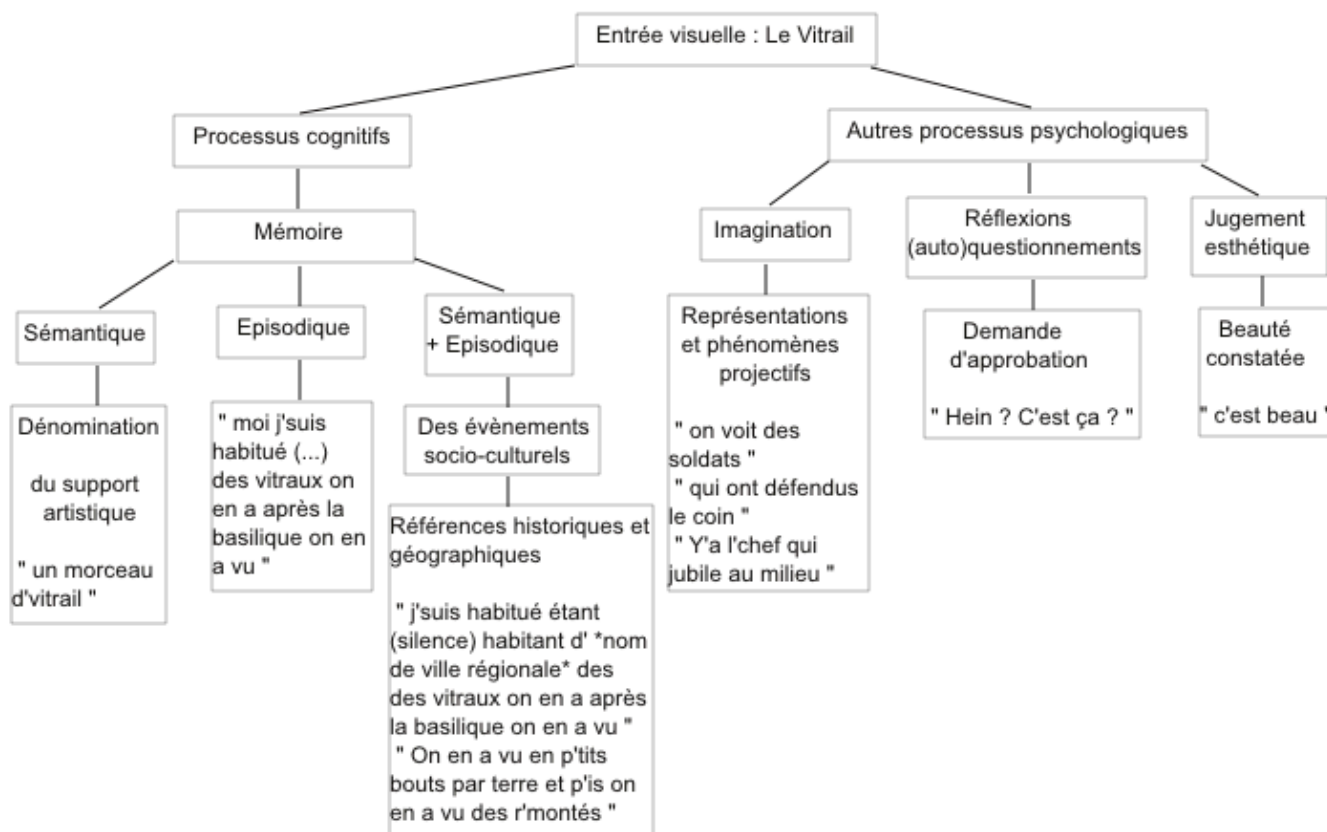 Entrée visuelle : Le Vitrail
Processus cognitifs
Autres processus psychologiques
Mémoire
Imagination
Réflexions
(auto)questionnements
Jugement
esthétique
Sémantique
Episodique
Sémantique
+ Episodique
Représentations
et phénomènes
projectifs
" on voit des
soldats "
" qui ont défendus
le coin "
" Y'a l'chef qui
jubile au milieu "
Demande
d'approbation
" Hein ? C'est ça ? "
Beauté
constatée
" c'est beau "
Dénomination
du support
artistique
" un morceau
d'vitrail "
" moi j'suis
habitué (...)
des vitraux on
en a après la
basilique on en
a vu "
Des évènements
socio-culturels
Références historiques et
géographiques
" j'suis habitué étant
(silence) habitant d' *nom
de ville régionale* des
des vitraux on en a après
la basilique on en a vu "
" On en a vu en p'tits
bouts par terre et p'is on
en a vu des r'montés "